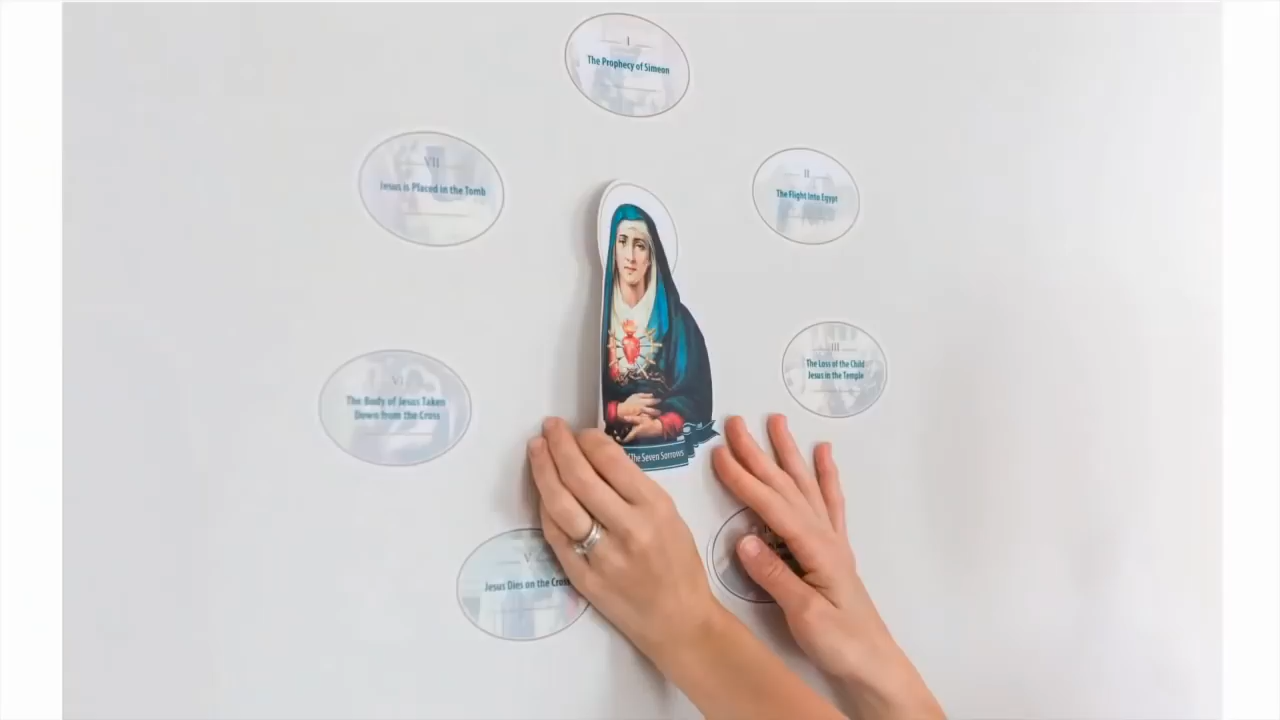 I
The Prophecy of Simeon
II
The Flight Into Egypt
III
The Loss of the Child
Jesus in the Temple
V
Jesus Dies on the Cross
VI
The Body of Jesus Taken
Down from the Cross
VII
Jesus is Placed in the Tomb
The Seven Sorrows